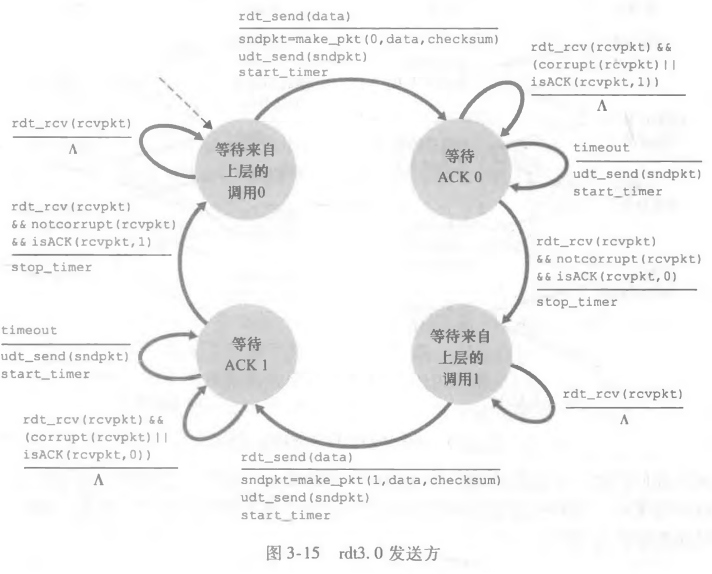 rdt_send(data)
sndpkt=make_pkt(0,data,checksum)
udt_send(sndpkt)
start_timer
rdt_rcv(rcvpkt) &&
(corrupt(rcvpkt)||
isACK(rcvpkt,1))
Λ
rdt_rcv(rcvpkt)
Λ
等待来自
上层的
调用0
等待
ACK 0
timeout
udt_send(sndpkt)
start_timer
rdt_rcv(rcvpkt)
&& notcorrupt(rcvpkt)
&& isACK(rcvpkt,1)
stop_timer
rdt_rcv(rcvpkt)
&& notcorrupt(rcvpkt)
&& isACK(rcvpkt,0)
stop_timer
timeout
udt_send(sndpkt)
start_timer
等待
ACK 1
等待来自
上层的
调用1
rdt_rcv(rcvpkt)
Λ
rdt_rcv(rcvpkt) &&
(corrupt(rcvpkt)||
isACK(rcvpkt,0))
Λ
rdt_send(data)
sndpkt=make_pkt(1,data,checksum)
udt_send(sndpkt)
start_timer
图 3-15 rdt3.0 发送方